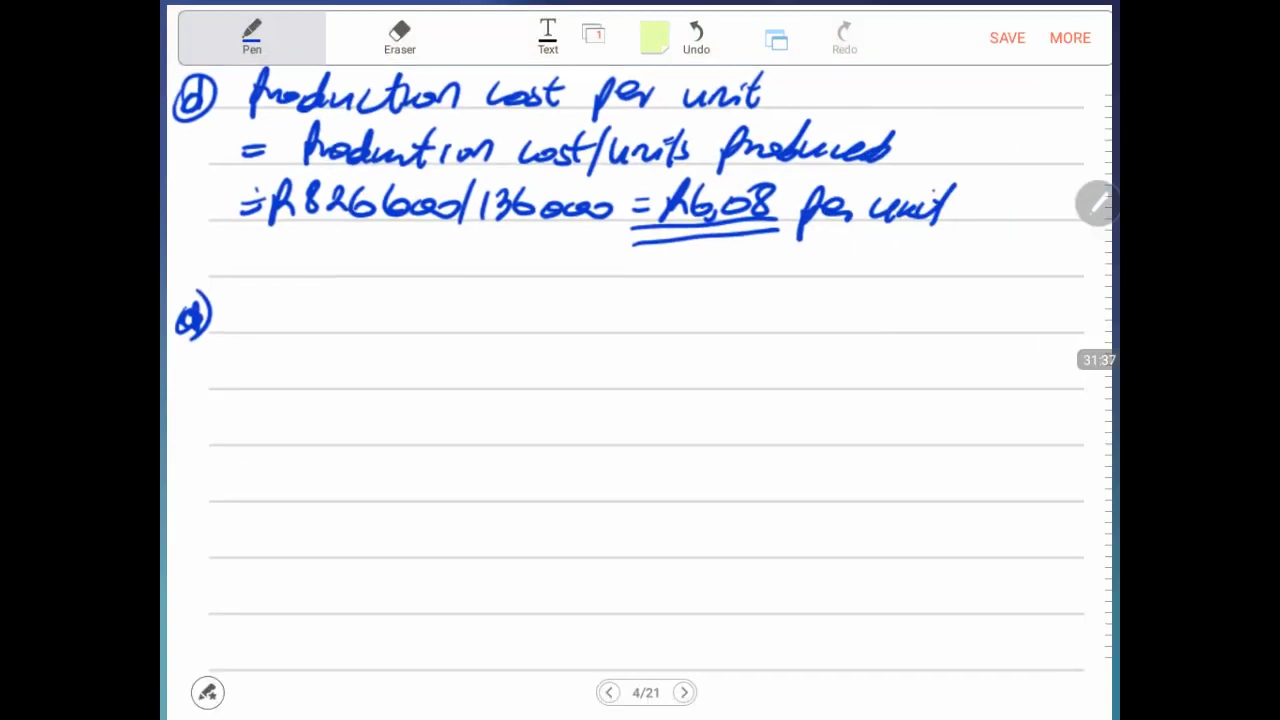 Pen
Eraser
Text
1
Undo
Redo
SAVE
MORE
d Production cost per unit
= Production cost/units produced
= R826600/136000 = R6,08 per unit
31:37
4/21